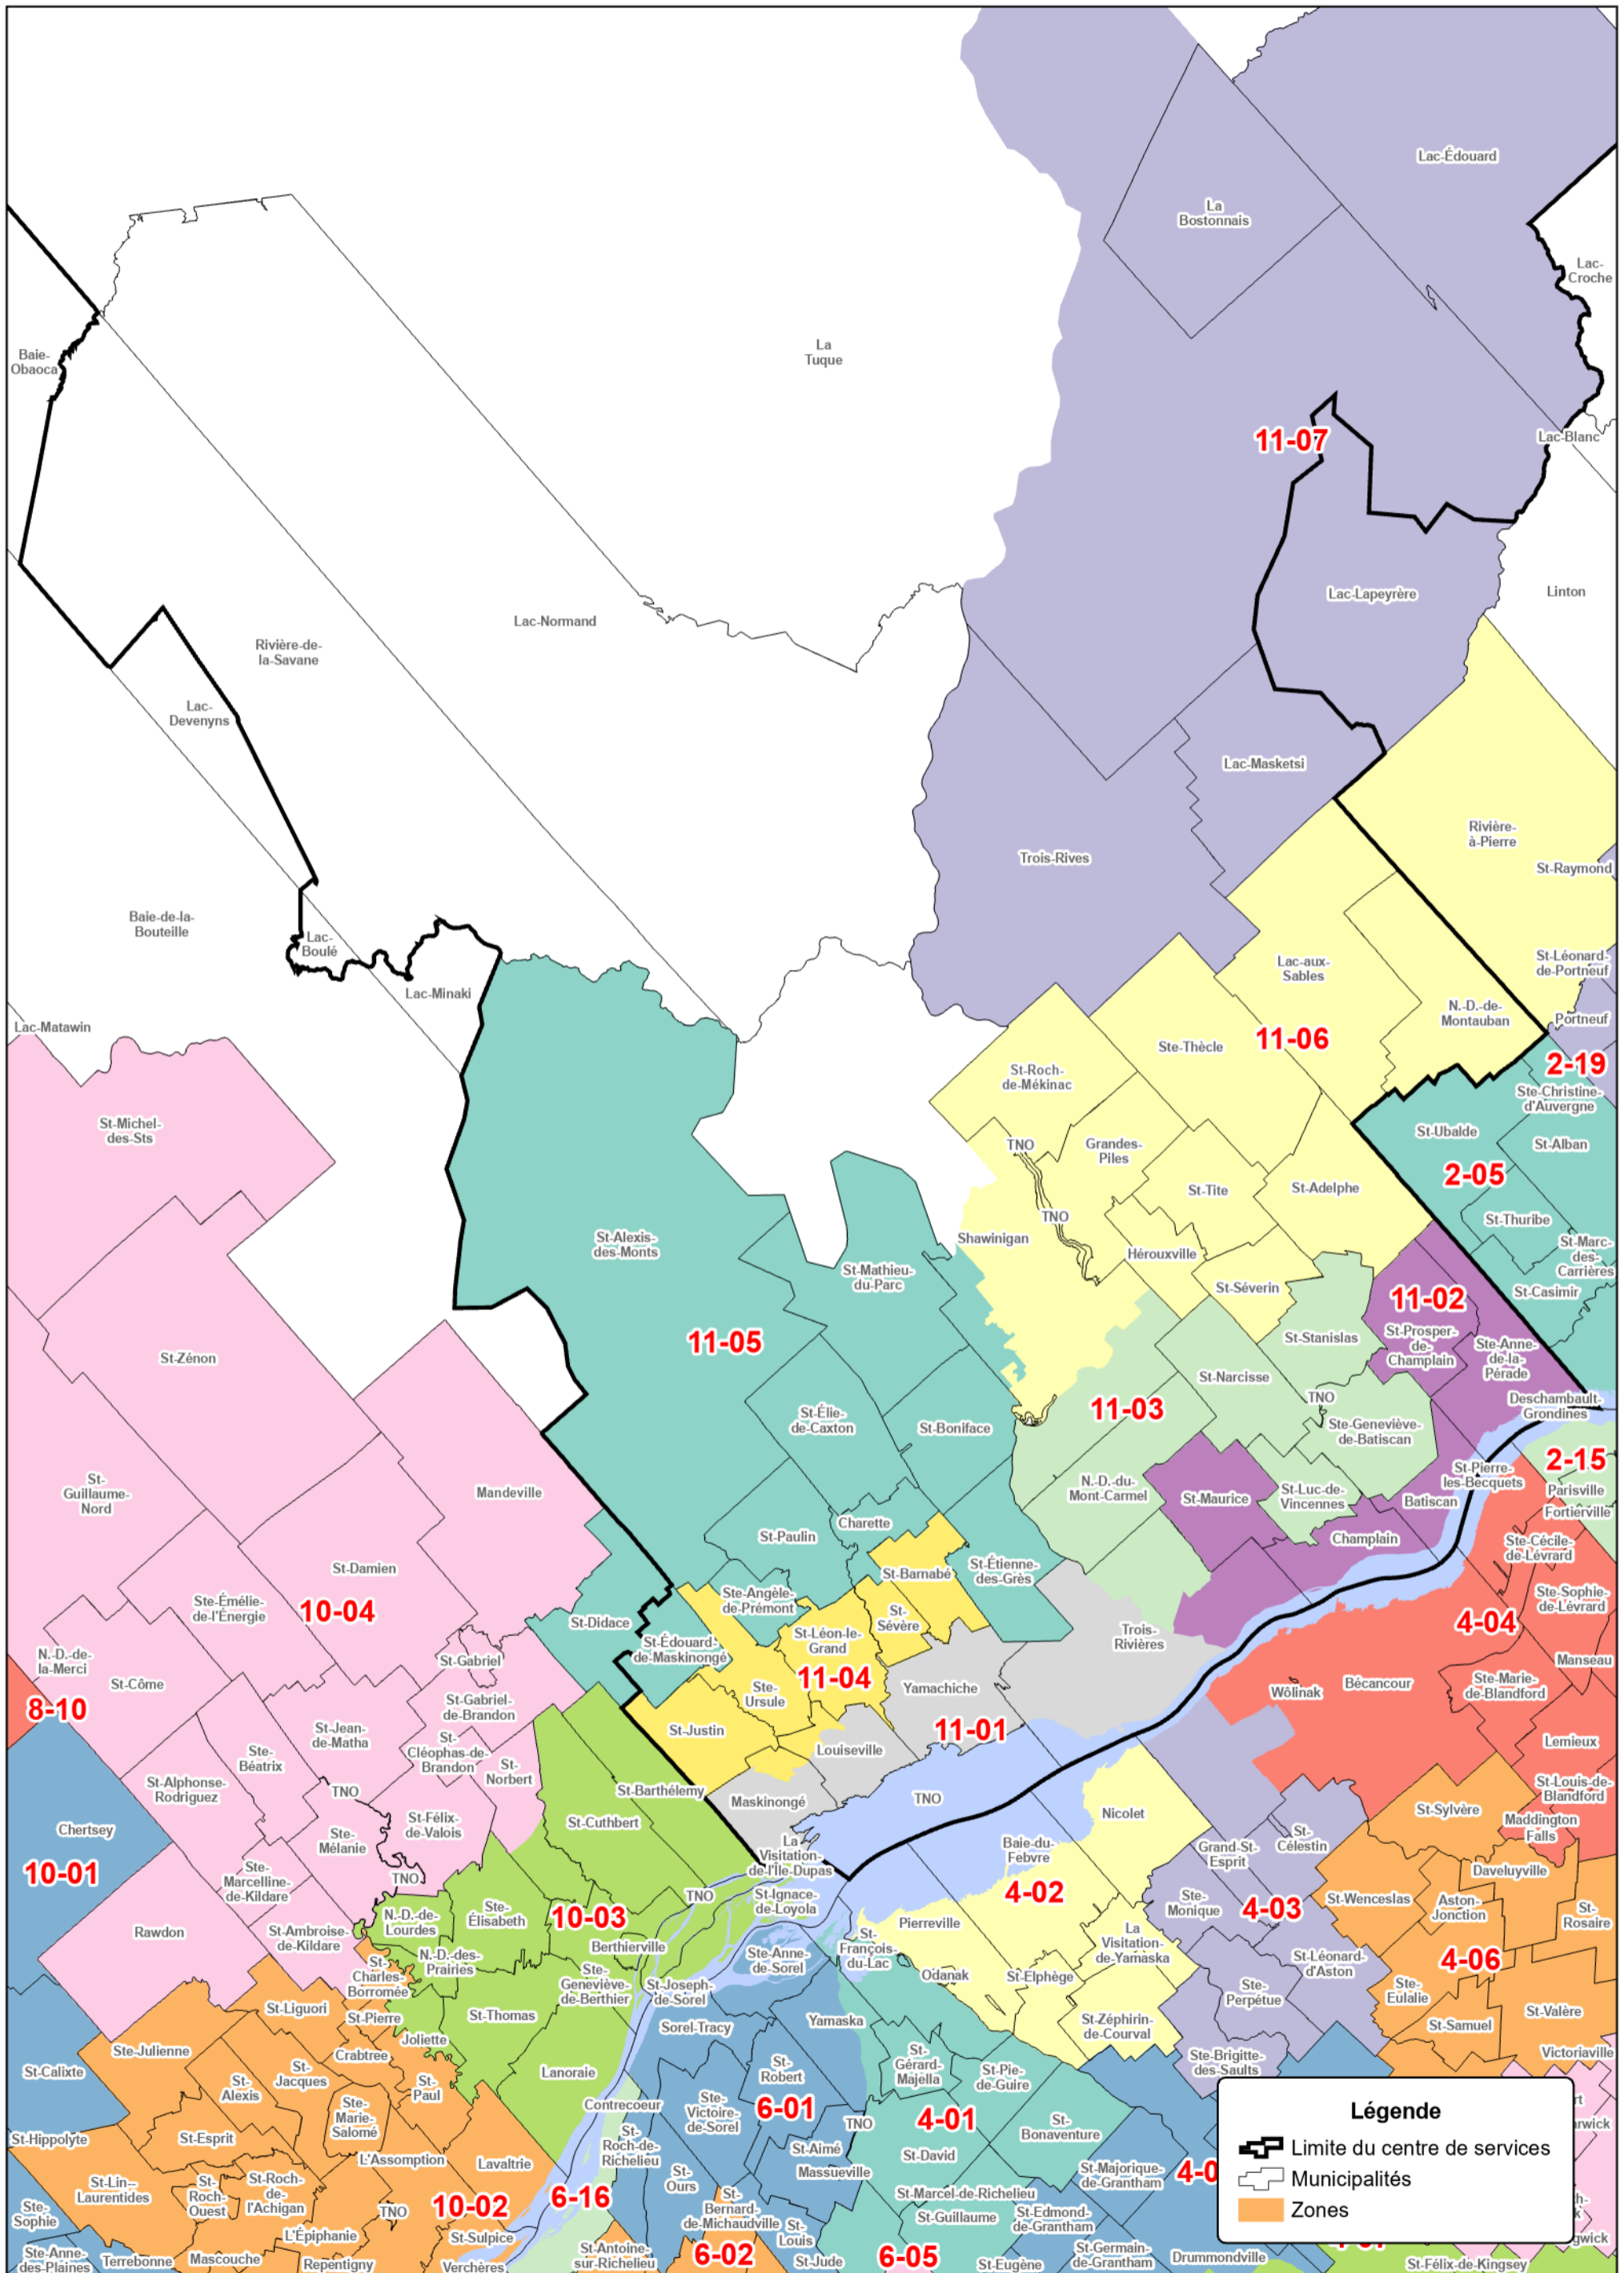 Lac-Édouard
La
Bostonnais
Lac-
Croche
La
Tuque
Baie-
Obaoca
11-07
Lac-Blanc
Lac-Lapeyrère
Linton
Lac-Normand
Rivière-de-
la-Savane
Lac-
Devenyns
Lac-Masketsi
Rivière-
à-Pierre
Trois-Rives
St-Raymond
Baie-de-la-
Bouteille
Lac-
Boulé
Lac-aux-
Sables
St-Léonard-
de-Portneuf
Lac-Minaki
N.-D.-de-
Montauban
Portneuf
Lac-Matawin
11-06
Ste-Thècle
2-19
St-Roch-
de-Mékinac
Ste-Christine-
d'Auvergne
St-Michel-
des-Sts
St-Ubalde
St-Alban
TNO
Grandes-
Piles
2-05
St-Tite
St-Adelphe
TNO
St-Thuribe
Shawinigan
St-Alexis-
des-Monts
Hérouxville
St-Marc-
des-
Carrières
St-Mathieu-
du-Parc
St-Séverin
St-Casimir
11-02
11-05
St-Stanislas
St-Prosper-
de-
Champlain
Ste-Anne-
de-la-
Pérade
St-Zénon
St-Narcisse
TNO
Deschambault-
Grondines
11-03
St-Élie-
de-Caxton
St-Boniface
Ste-Geneviève-
de-Batiscan
2-15
St-
Guillaume-
Nord
Mandeville
N.-D.-du-
Mont-Carmel
St-Maurice
St-Luc-de-
Vincennes
St-Pierre-
les-Becquets
Parisville
Batiscan
Fortierville
St-Paulin
Charette
Champlain
Ste-Cécile-
de-Lévrard
St-Damien
St-Barnabé
St-Étienne-
des-Grès
Ste-Angèle-
de-Prémont
Ste-Sophie-
de-Lévrard
Ste-Émélie-
de-l'Énergie
10-04
St-Didace
St-
Sévère
4-04
St-Édouard-
de-Maskinongé
St-Léon-le-
Grand
Trois-
Rivières
N.-D.-de-
la-Merci
St-Gabriel
Manseau
St-Côme
11-04
Yamachiche
Bécancour
Wôlinak
Ste-Marie-
de-Blandford
8-10
Ste-
Ursule
St-Gabriel-
de-Brandon
St-Justin
11-01
St-Jean-
de-Matha
Lemieux
Ste-
Béatrix
St-
Cléophas-de-
Brandon
Louiseville
St-
Norbert
St-Alphonse-
Rodriguez
TNO
St-Barthélemy
Maskinongé
TNO
St-Louis-de-
Blandford
Nicolet
St-Sylvère
Chertsey
St-Félix-
de-Valois
St-Cuthbert
Maddington
Falls
Ste-
Mélanie
La
Visitation-
de-l'Île-Dupas
Baie-du-
Febvre
St-
Célestin
Grand-St-
Esprit
10-01
Ste-
Marcelline-
de-Kildare
TNO
TNO
4-02
Daveluyville
St-Ignace-
de-Loyola
Ste-
Monique
4-03
St-Wenceslas
Aston-
Jonction
St-
Rosaire
N.-D.-de-
Lourdes
Ste-
Élisabeth
10-03
Pierreville
Rawdon
St-Ambroise-
de-Kildare
Berthierville
St-
François-
du-Lac
La
Visitation-
de-Yamaska
N.-D.-des-
Prairies
Ste-Anne-
de-Sorel
St-Léonard-
d'Aston
4-06
St-
Charles-
Borromée
Ste-
Geneviève-
de-Berthier
St-Joseph-
de-Sorel
Odanak
St-Elphège
Ste-
Perpétue
Ste-
Eulalie
St-Liguori
St-Pierre
St-Thomas
Sorel-Tracy
Yamaska
St-Zéphirin-
de-Courval
St-Valère
St-Samuel
Joliette
Ste-Julienne
Crabtree
Victoriaville
St-Calixte
St-
Jacques
Lanoraie
St-
Robert
St-
Gérard-
Majella
St-Pie-
de-Guire
Ste-Brigitte-
des-Saults
St-
Alexis
St-
Paul
Contrecoeur
Ste-
Victoire-
de-Sorel
6-01
Ste-
Marie-
Salomé
TNO
4-01
St-Hippolyte
St-Esprit
St-
Roch-de-
Richelieu
St-
Bonaventure
St-Aimé
St-David
L'Assomption
Lavaltrie
Massueville
St-Majorique-
de-Grantham
4-0
St-Lin--
Laurentides
St-
Roch-
Ouest
St-Roch-
de-
l'Achigan
St-
Ours
St-Marcel-de-Richelieu
10-02
6-16
St-
Bernard-
de-Michaudville
Ste-
Sophie
TNO
St-Guillaume
St-Edmond-
de-Grantham
L'Épiphanie
St-Sulpice
St-
Louis
Ste-Anne-
des-Plaines
Terrebonne
Mascouche
Repentigny
Verchères
St-Antoine-
sur-Richelieu
6-02
St-Jude
6-05
St-Eugène
St-Germain-
de-Grantham
Drummondville
St-Félix-de-Kingsey
Légende
Limite du centre de services
Municipalités
Zones